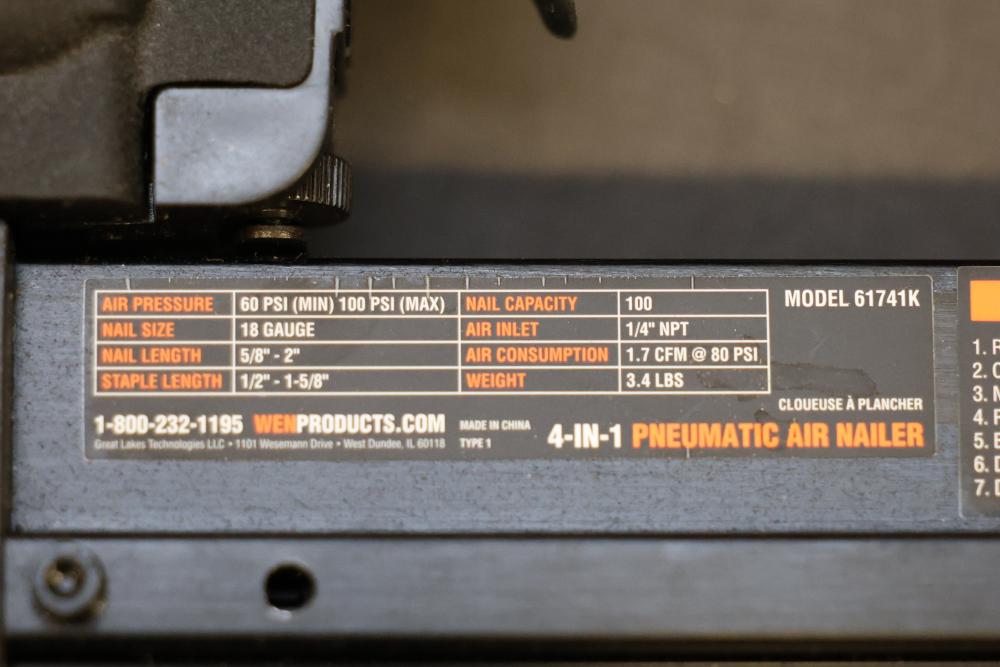 AIR PRESSURE 60 PSI (MIN) 100 PSI (MAX) NAIL CAPACITY 100
NAIL SIZE 18 GAUGE AIR INLET 1/4" NPT
NAIL LENGTH 5/8" - 2" AIR CONSUMPTION 1.7 CFM @ 80 PSI
STAPLE LENGTH 1/2" - 1-5/8" WEIGHT 3.4 LBS
MODEL 61741K
1-800-232-1195 WENPRODUCTS.COM
Great Lakes Technologies LLC • 1101 Wesemann Drive • West Dundee, IL 60118
MADE IN CHINA
TYPE 1
CLOUEUSE À PLANCHER
4-IN-1 PNEUMATIC AIR NAILER
1.
2.
3.
4.
5.
6.
7.